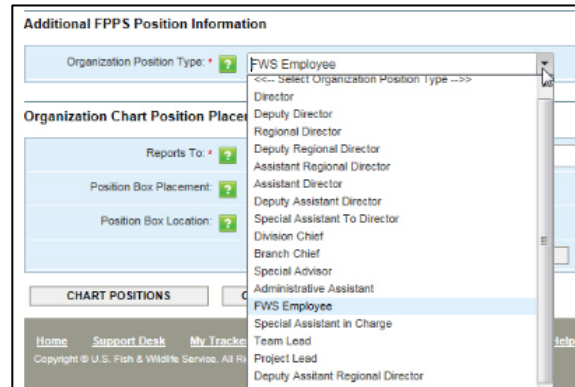 Additional FPPS Position Information
Organization Position Type: * ? FWS Employee
<<-- Select Organization Position Type -->>
Director
Organization Chart Position Place
Deputy Director
Regional Director
Reports To: * ?
Deputy Regional Director
Assistant Regional Director
Position Box Placement: ?
Assistant Director
Deputy Assistant Director
Position Box Location: ?
Special Assistant To Director
Division Chief
Branch Chief
Special Advisor
Administrative Assistant
CHART POSITIONS
FWS Employee
Special Assistant in Charge
Home Support Desk My Tracke Help
Team Lead
Copyright © U.S. Fish & Wildlife Service. All Ri
Project Lead
Deputy Assitant Regional Director